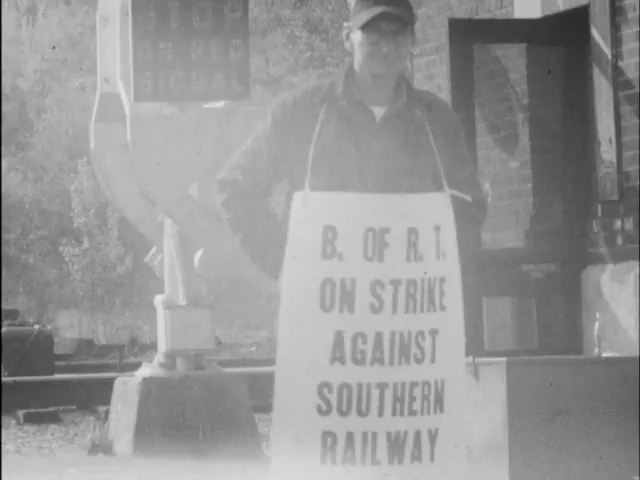 B. OF R. T.
ON STRIKE
AGAINST
SOUTHERN
RAILWAY